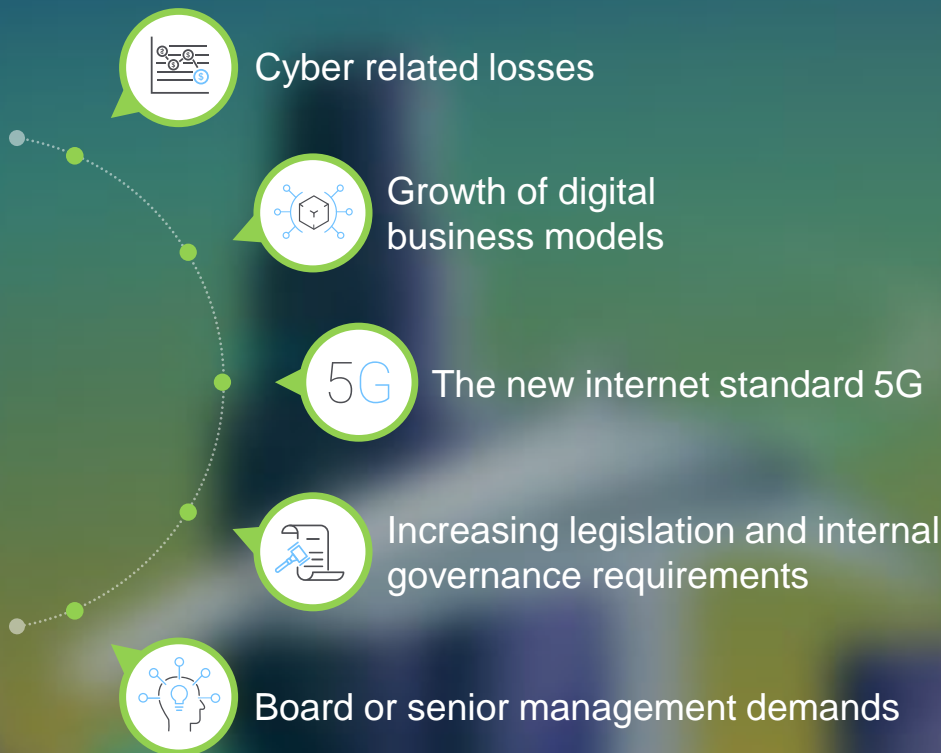 Cyber related losses
Growth of digital
business models
5G
The new internet standard 5G
Increasing legislation and internal
governance requirements
Board or senior management demands